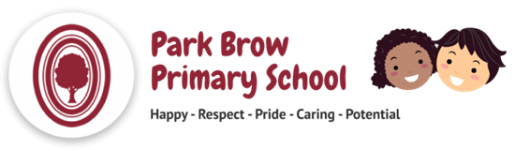 Park Brow
Primary School
Happy - Respect - Pride - Caring - Potential